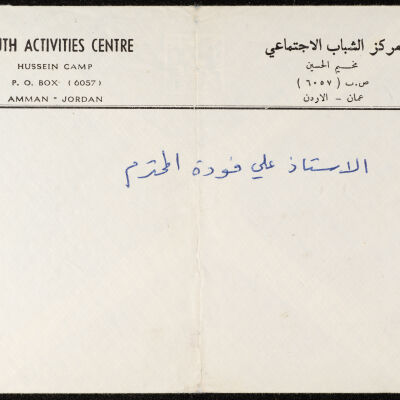 UTH ACTIVITIES CENTRE
HUSSEIN CAMP
P. O. BOX (6057)
AMMAN - JORDAN
مركز الشباب الاجتماعي
مخيم الحسين
ص.ب ( ٦٠٥٧ )
عمان - الاردن
الاستاذ علي فودة المحترم